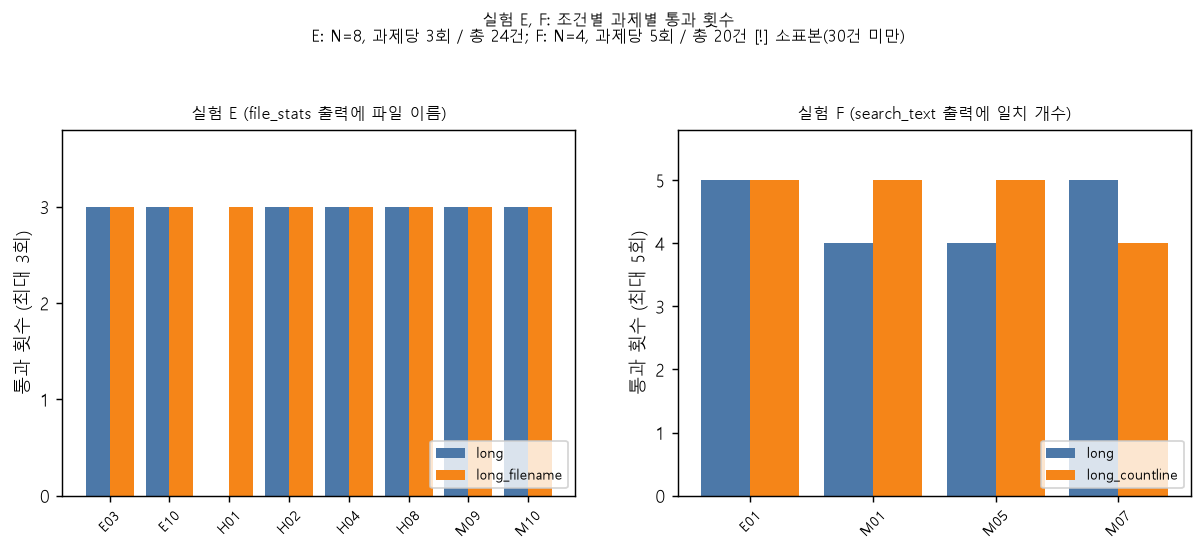 실험 E, F: 조건별 과제별 통과 횟수
E: N=8, 과제당 3회 / 총 24건; F: N=4, 과제당 5회 / 총 20건 [!] 소표본(30건 미만)
실험 E (file_stats 출력에 파일 이름)
통과 횟수 (최대 3회)
3
2
1
0
E03
E10
H01
H02
H04
H08
M09
M10
long
long_filename
실험 F (search_text 출력에 일치 개수)
통과 횟수 (최대 5회)
5
4
3
2
1
0
E01
M01
M05
M07
long
long_countline